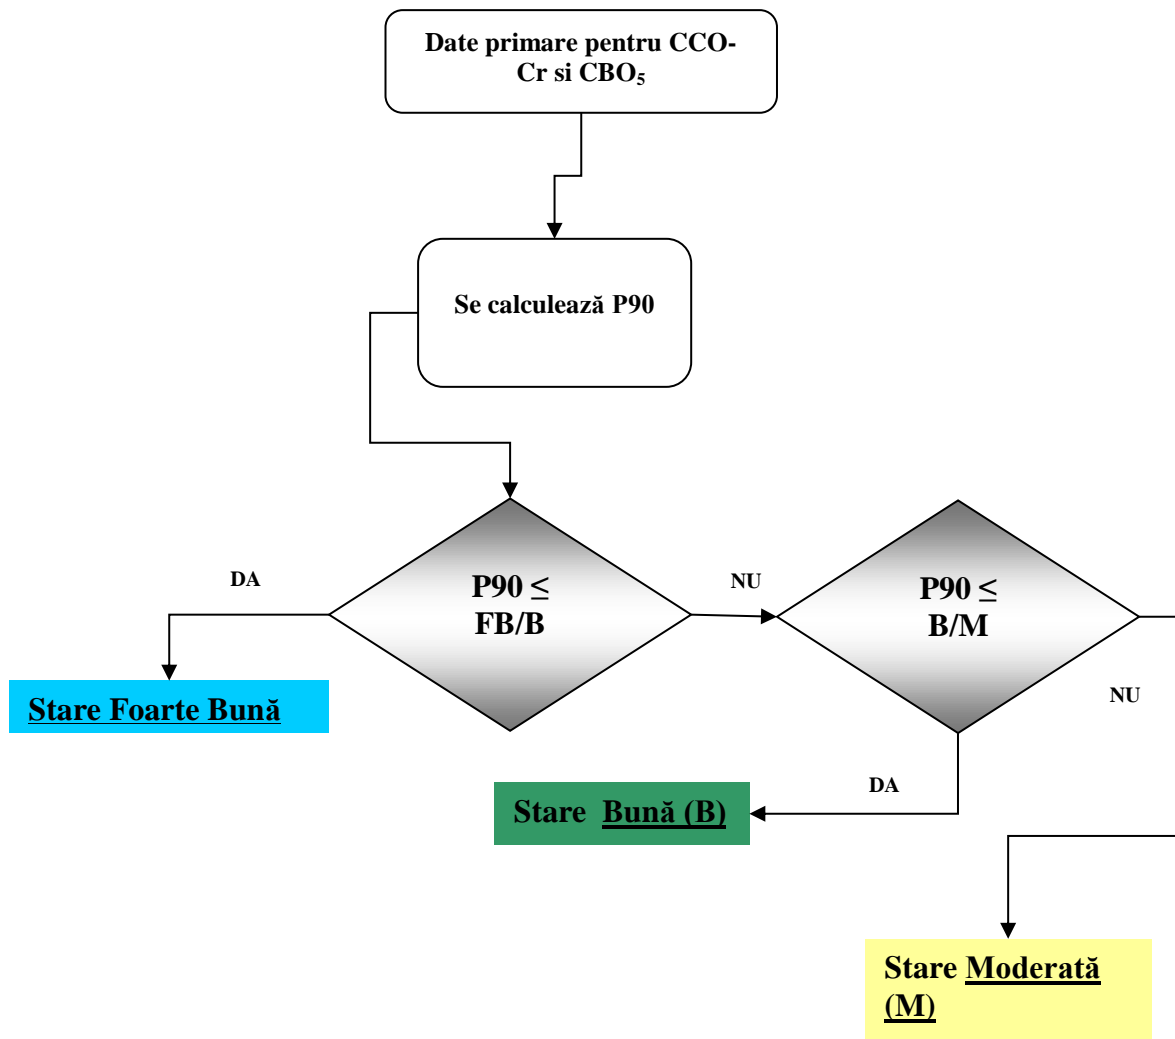 Date primare pentru CCO-
Cr si CBO₅
Se calculează P90
DA
P90 ≤
FB/B
NU
P90 ≤
B/M
Stare Foarte Bună
NU
Stare Bună (B)
DA
Stare Moderată
(M)